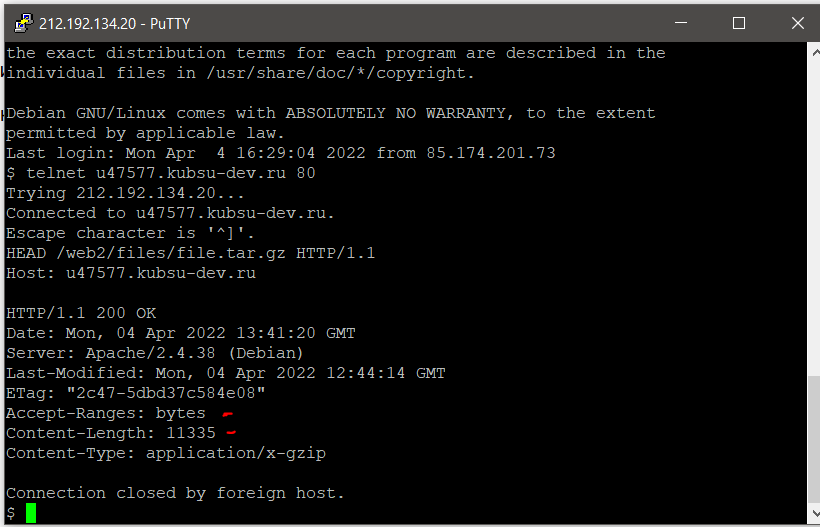 212.192.134.20 - PuTTY
the exact distribution terms for each program are described in the
individual files in /usr/share/doc/*/copyright.
Debian GNU/Linux comes with ABSOLUTELY NO WARRANTY, to the extent
permitted by applicable law.
Last login: Mon Apr  4 16:29:04 2022 from 85.174.201.73
$ telnet u47577.kubsu-dev.ru 80
Trying 212.192.134.20...
Connected to u47577.kubsu-dev.ru.
Escape character is '^]'.
HEAD /web2/files/file.tar.gz HTTP/1.1
Host: u47577.kubsu-dev.ru
HTTP/1.1 200 OK
Date: Mon, 04 Apr 2022 13:41:20 GMT
Server: Apache/2.4.38 (Debian)
Last-Modified: Mon, 04 Apr 2022 12:44:14 GMT
ETag: "2c47-5dbd37c584e08"
Accept-Ranges: bytes
Content-Length: 11335
Content-Type: application/x-gzip
Connection closed by foreign host.
$